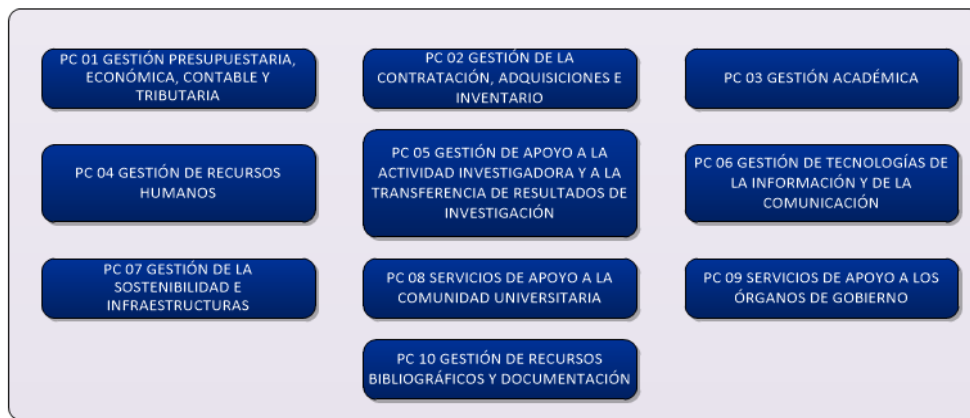 PC 01 GESTIÓN PRESUPUESTARIA,
ECONÓMICA, CONTABLE Y
TRIBUTARIA
PC 02 GESTIÓN DE LA
CONTRATACIÓN, ADQUISICIONES E
INVENTARIO
PC 03 GESTIÓN ACADÉMICA
PC 04 GESTIÓN DE RECURSOS
HUMANOS
PC 05 GESTIÓN DE APOYO A LA
ACTIVIDAD INVESTIGADORA Y A LA
TRANSFERENCIA DE RESULTADOS DE
INVESTIGACIÓN
PC 06 GESTIÓN DE TECNOLOGÍAS DE
LA INFORMACIÓN Y DE LA
COMUNICACIÓN
PC 07 GESTIÓN DE LA
SOSTENIBILIDAD E
INFRAESTRUCTURAS
PC 08 SERVICIOS DE APOYO A LA
COMUNIDAD UNIVERSITARIA
PC 09 SERVICIOS DE APOYO A LOS
ÓRGANOS DE GOBIERNO
PC 10 GESTIÓN DE RECURSOS
BIBLIOGRÁFICOS Y DOCUMENTACIÓN